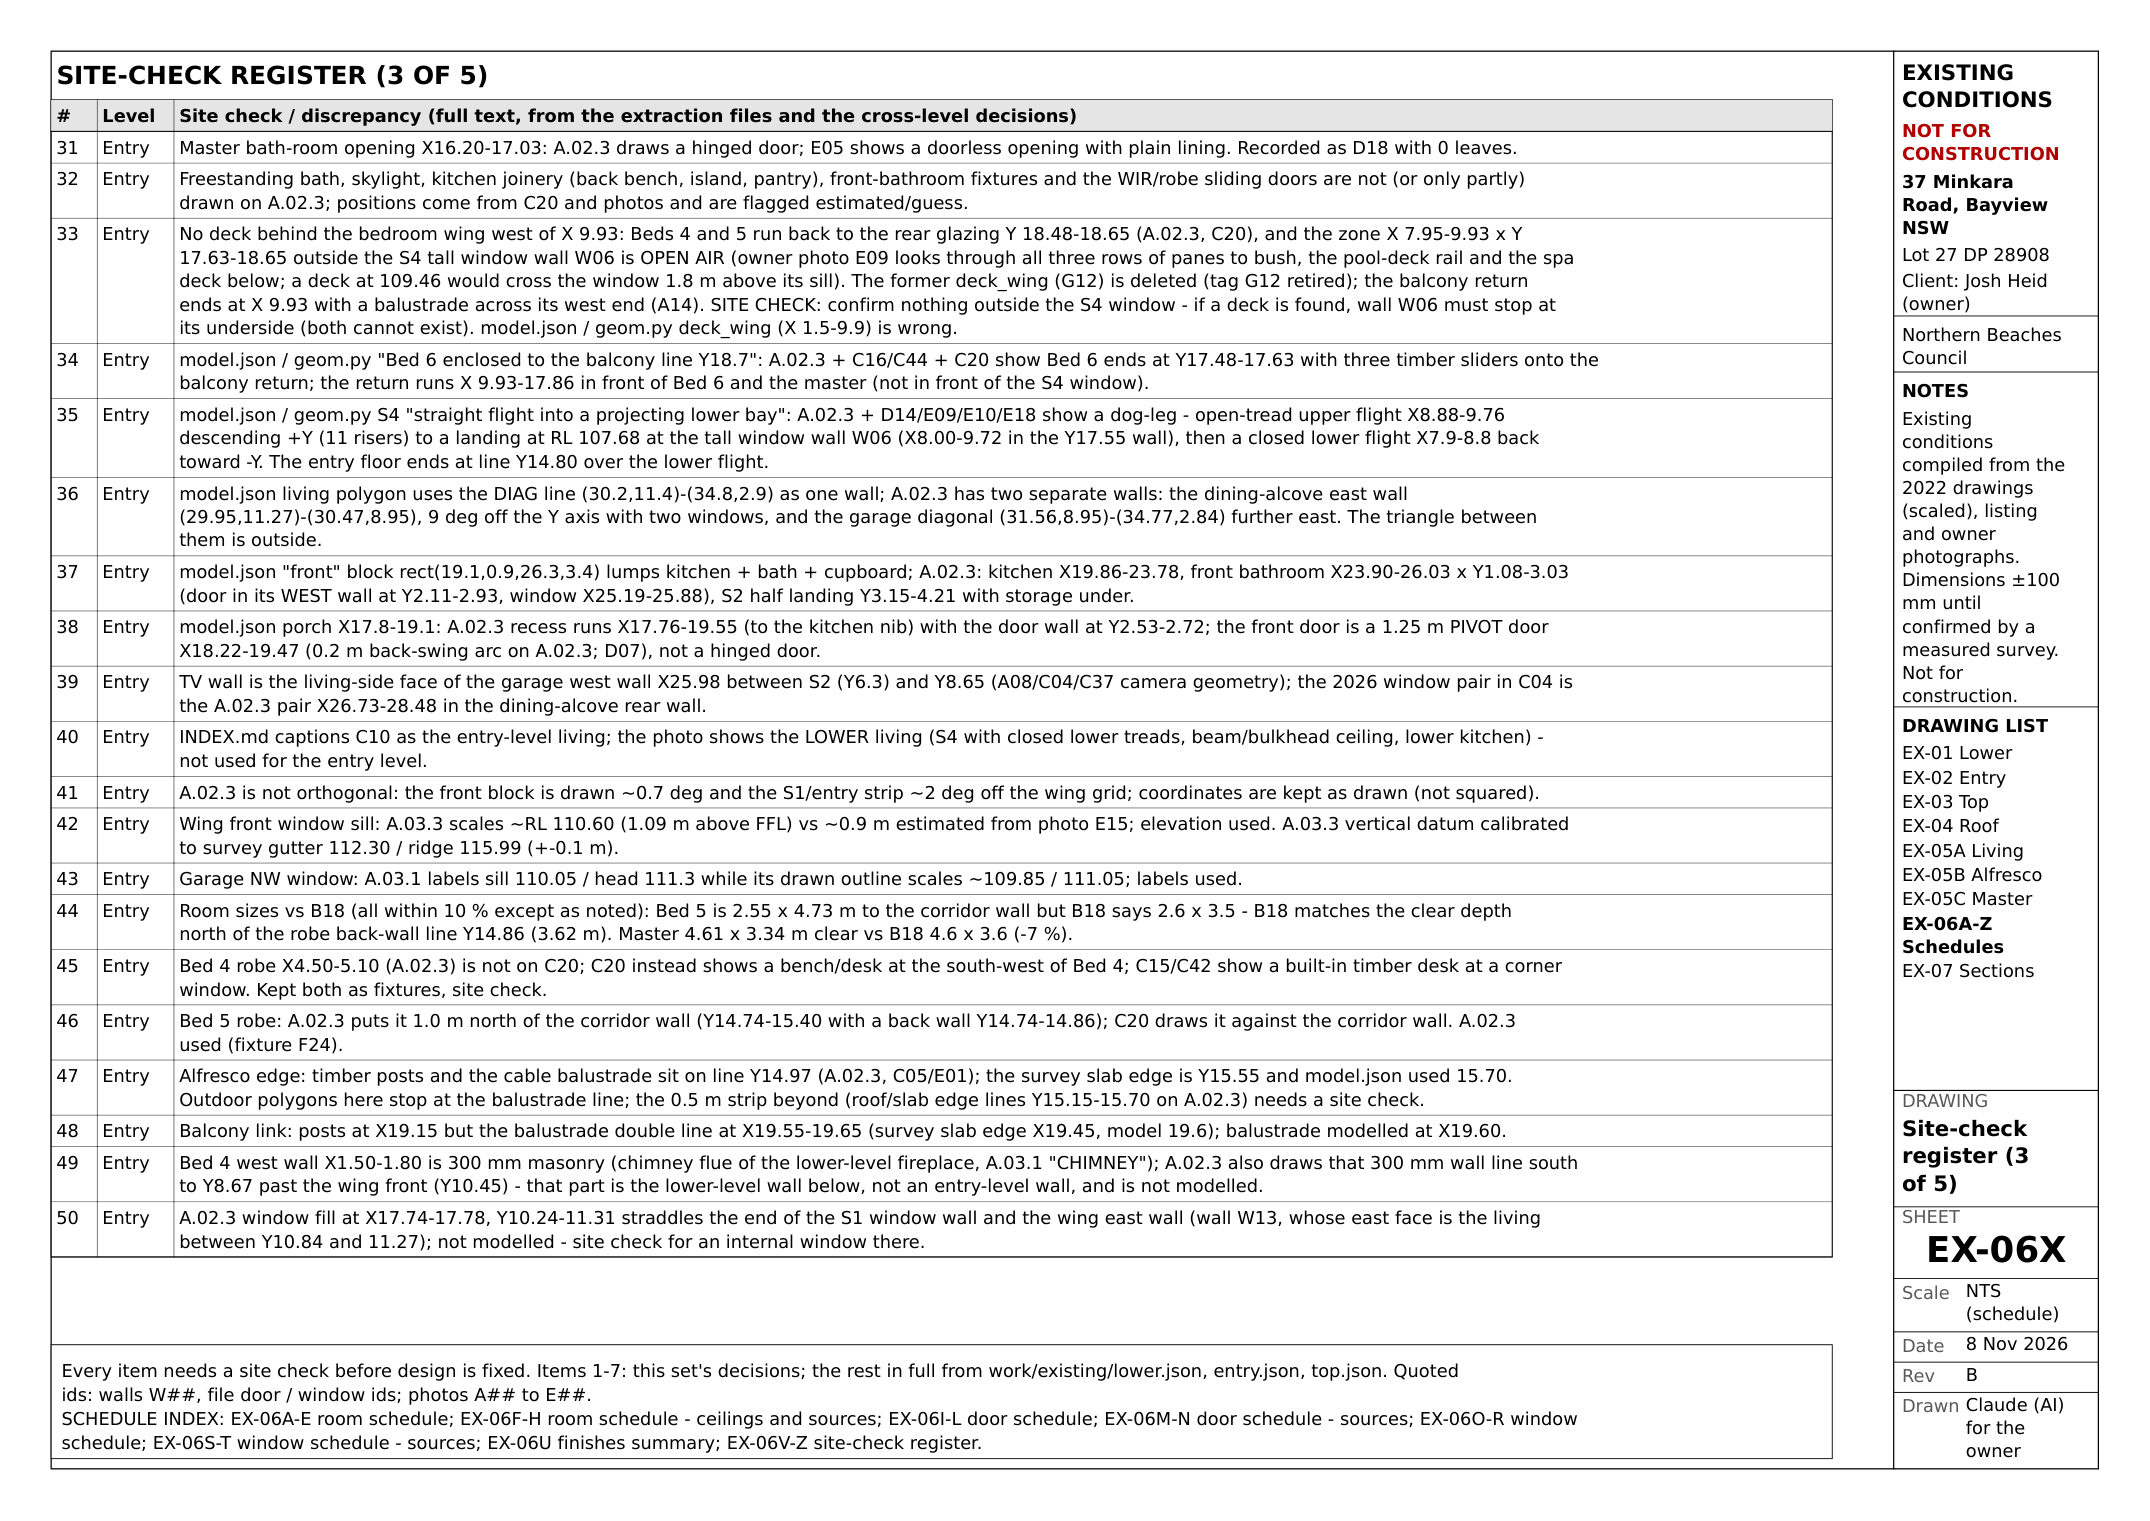 SITE-CHECK REGISTER (3 OF 5)
# Level Site check / discrepancy (full text, from the extraction files and the cross-level decisions)
31 Entry Master bath-room opening X16.20-17.03: A.02.3 draws a hinged door; E05 shows a doorless opening with plain lining. Recorded as D18 with 0 leaves.
32 Entry Freestanding bath, skylight, kitchen joinery (back bench, island, pantry), front-bathroom fixtures and the WIR/robe sliding doors are not (or only partly)
drawn on A.02.3; positions come from C20 and photos and are flagged estimated/guess.
33 Entry No deck behind the bedroom wing west of X 9.93: Beds 4 and 5 run back to the rear glazing Y 18.48-18.65 (A.02.3, C20), and the zone X 7.95-9.93 x Y
17.63-18.65 outside the S4 tall window wall W06 is OPEN AIR (owner photo E09 looks through all three rows of panes to bush, the pool-deck rail and the spa
deck below; a deck at 109.46 would cross the window 1.8 m above its sill). The former deck_wing (G12) is deleted (tag G12 retired); the balcony return
ends at X 9.93 with a balustrade across its west end (A14). SITE CHECK: confirm nothing outside the S4 window - if a deck is found, wall W06 must stop at
its underside (both cannot exist). model.json / geom.py deck_wing (X 1.5-9.9) is wrong.
34 Entry model.json / geom.py "Bed 6 enclosed to the balcony line Y18.7": A.02.3 + C16/C44 + C20 show Bed 6 ends at Y17.48-17.63 with three timber sliders onto the
balcony return; the return runs X 9.93-17.86 in front of Bed 6 and the master (not in front of the S4 window).
35 Entry model.json / geom.py S4 "straight flight into a projecting lower bay": A.02.3 + D14/E09/E10/E18 show a dog-leg - open-tread upper flight X8.88-9.76
descending +Y (11 risers) to a landing at RL 107.68 at the tall window wall W06 (X8.00-9.72 in the Y17.55 wall), then a closed lower flight X7.9-8.8 back
toward -Y. The entry floor ends at line Y14.80 over the lower flight.
36 Entry model.json living polygon uses the DIAG line (30.2,11.4)-(34.8,2.9) as one wall; A.02.3 has two separate walls: the dining-alcove east wall
(29.95,11.27)-(30.47,8.95), 9 deg off the Y axis with two windows, and the garage diagonal (31.56,8.95)-(34.77,2.84) further east. The triangle between
them is outside.
37 Entry model.json "front" block rect(19.1,0.9,26.3,3.4) lumps kitchen + bath + cupboard; A.02.3: kitchen X19.86-23.78, front bathroom X23.90-26.03 x Y1.08-3.03
(door in its WEST wall at Y2.11-2.93, window X25.19-25.88), S2 half landing Y3.15-4.21 with storage under.
38 Entry model.json porch X17.8-19.1: A.02.3 recess runs X17.76-19.55 (to the kitchen nib) with the door wall at Y2.53-2.72; the front door is a 1.25 m PIVOT door
X18.22-19.47 (0.2 m back-swing arc on A.02.3; D07), not a hinged door.
39 Entry TV wall is the living-side face of the garage west wall X25.98 between S2 (Y6.3) and Y8.65 (A08/C04/C37 camera geometry); the 2026 window pair in C04 is
the A.02.3 pair X26.73-28.48 in the dining-alcove rear wall.
40 Entry INDEX.md captions C10 as the entry-level living; the photo shows the LOWER living (S4 with closed lower treads, beam/bulkhead ceiling, lower kitchen) -
not used for the entry level.
41 Entry A.02.3 is not orthogonal: the front block is drawn ~0.7 deg and the S1/entry strip ~2 deg off the wing grid; coordinates are kept as drawn (not squared).
42 Entry Wing front window sill: A.03.3 scales ~RL 110.60 (1.09 m above FFL) vs ~0.9 m estimated from photo E15; elevation used. A.03.3 vertical datum calibrated
to survey gutter 112.30 / ridge 115.99 (+-0.1 m).
43 Entry Garage NW window: A.03.1 labels sill 110.05 / head 111.3 while its drawn outline scales ~109.85 / 111.05; labels used.
44 Entry Room sizes vs B18 (all within 10 % except as noted): Bed 5 is 2.55 x 4.73 m to the corridor wall but B18 says 2.6 x 3.5 - B18 matches the clear depth
north of the robe back-wall line Y14.86 (3.62 m). Master 4.61 x 3.34 m clear vs B18 4.6 x 3.6 (-7 %).
45 Entry Bed 4 robe X4.50-5.10 (A.02.3) is not on C20; C20 instead shows a bench/desk at the south-west of Bed 4; C15/C42 show a built-in timber desk at a corner
window. Kept both as fixtures, site check.
46 Entry Bed 5 robe: A.02.3 puts it 1.0 m north of the corridor wall (Y14.74-15.40 with a back wall Y14.74-14.86); C20 draws it against the corridor wall. A.02.3
used (fixture F24).
47 Entry Alfresco edge: timber posts and the cable balustrade sit on line Y14.97 (A.02.3, C05/E01); the survey slab edge is Y15.55 and model.json used 15.70.
Outdoor polygons here stop at the balustrade line; the 0.5 m strip beyond (roof/slab edge lines Y15.15-15.70 on A.02.3) needs a site check.
48 Entry Balcony link: posts at X19.15 but the balustrade double line at X19.55-19.65 (survey slab edge X19.45, model 19.6); balustrade modelled at X19.60.
49 Entry Bed 4 west wall X1.50-1.80 is 300 mm masonry (chimney flue of the lower-level fireplace, A.03.1 "CHIMNEY"); A.02.3 also draws that 300 mm wall line south
to Y8.67 past the wing front (Y10.45) - that part is the lower-level wall below, not an entry-level wall, and is not modelled.
50 Entry A.02.3 window fill at X17.74-17.78, Y10.24-11.31 straddles the end of the S1 window wall and the wing east wall (wall W13, whose east face is the living
between Y10.84 and 11.27); not modelled - site check for an internal window there.
Every item needs a site check before design is fixed. Items 1-7: this set's decisions; the rest in full from work/existing/lower.json, entry.json, top.json. Quoted
ids: walls W##, file door / window ids; photos A## to E##.
SCHEDULE INDEX: EX-06A-E room schedule; EX-06F-H room schedule - ceilings and sources; EX-06I-L door schedule; EX-06M-N door schedule - sources; EX-06O-R window
schedule; EX-06S-T window schedule - sources; EX-06U finishes summary; EX-06V-Z site-check register.
EXISTING
CONDITIONS
NOT FOR
CONSTRUCTION
37 Minkara
Road, Bayview
NSW
Lot 27 DP 28908
Client: Josh Heid
(owner)
Northern Beaches
Council
NOTES
Existing
conditions
compiled from the
2022 drawings
(scaled), listing
and owner
photographs.
Dimensions ±100
mm until
confirmed by a
measured survey.
Not for
construction.
DRAWING LIST
EX-01 Lower
EX-02 Entry
EX-03 Top
EX-04 Roof
EX-05A Living
EX-05B Alfresco
EX-05C Master
EX-06A-Z
Schedules
EX-07 Sections
DRAWING
Site-check
register (3
of 5)
SHEET
EX-06X
Scale NTS
(schedule)
Date 8 Nov 2026
Rev B
Drawn Claude (AI)
for the
owner